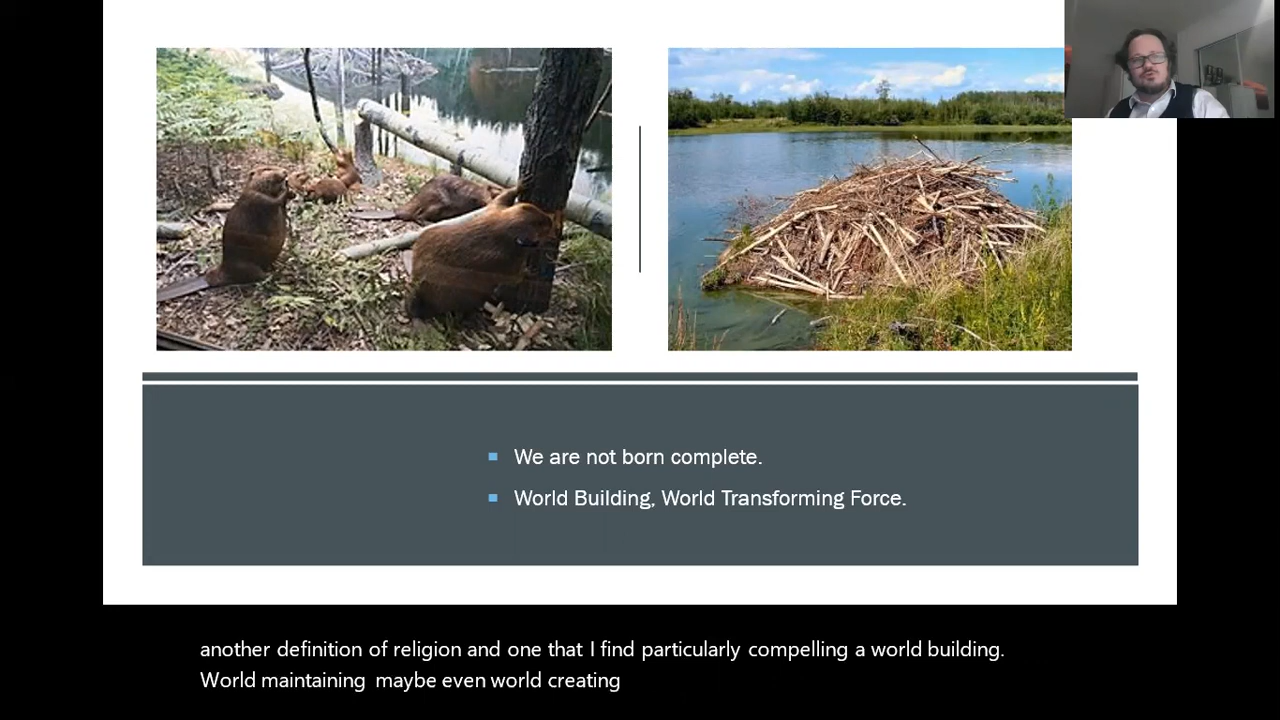 We are not born complete.
World Building, World Transforming Force.
another definition of religion and one that I find particularly compelling a world building.
World maintaining maybe even world creating